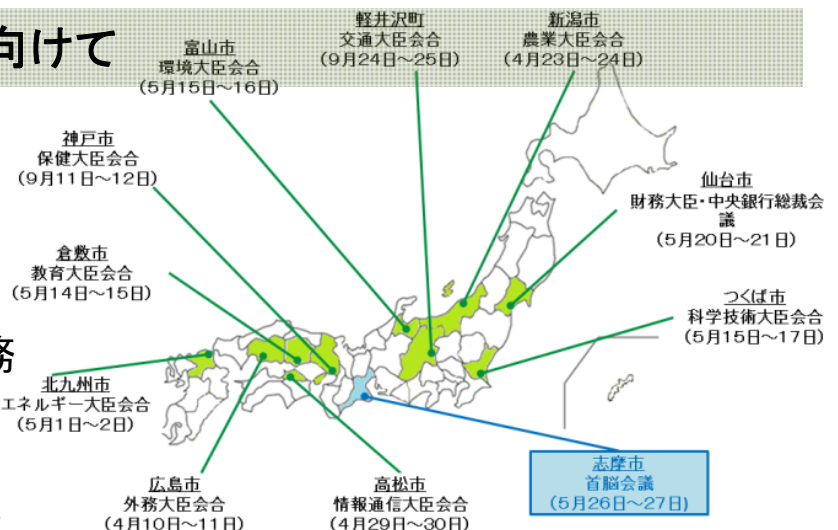 向けて
富山市
環境大臣会合
(5月15日～16日)
軽井沢町
交通大臣会合
(9月24日～25日)
新潟市
農業大臣会合
(4月23日～24日)
神戸市
保健大臣会合
(9月11日～12日)
仙台市
財務大臣・中央銀行総裁会
議
(5月20日～21日)
倉敷市
教育大臣会合
(5月14日～15日)
つくば市
科学技術大臣会合
(5月15日～17日)
務
北九州市
エネルギー大臣会合
(5月1日～2日)
広島市
外務大臣会合
(4月10日～11日)
高松市
情報通信大臣会合
(4月29日～30日)
志摩市
首脳会議
(5月26日～27日)